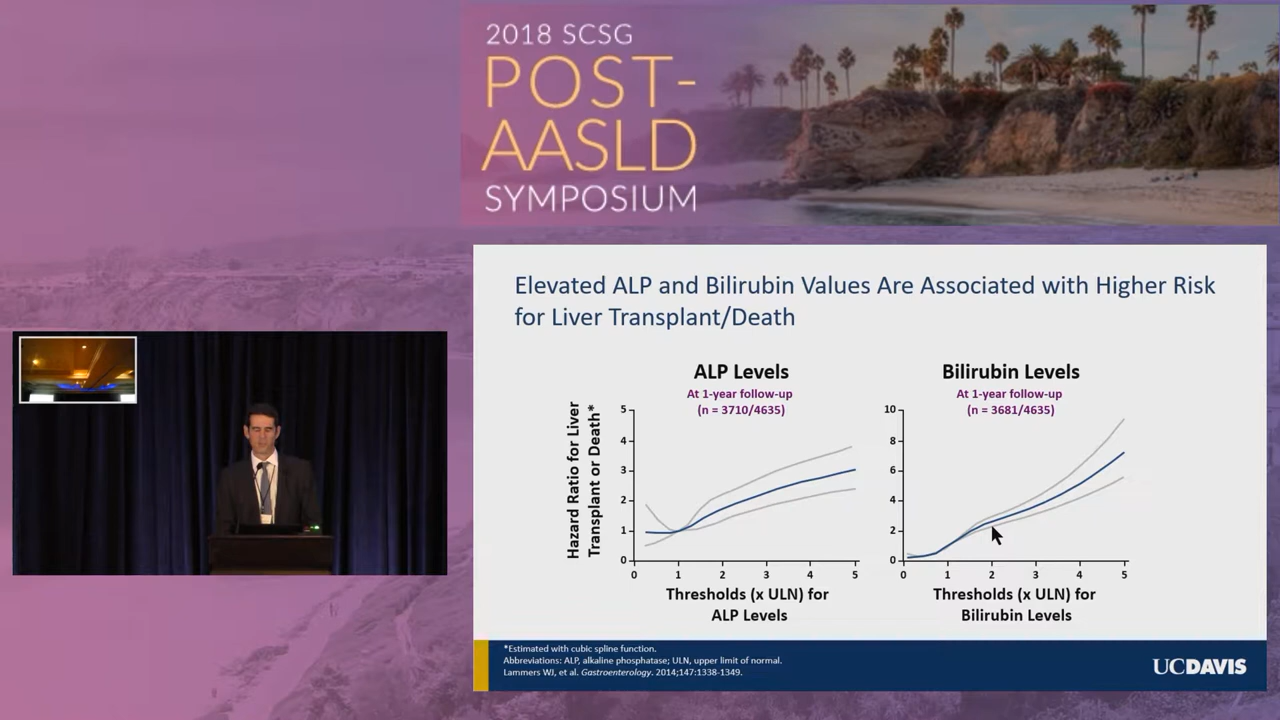 2018 SCSG
POST-
AASLD
SYMPOSIUM
Elevated ALP and Bilirubin Values Are Associated with Higher Risk
for Liver Transplant/Death
ALP Levels
At 1-year follow-up
(n = 3710/4635)
Hazard Ratio for Liver
Transplant or Death*
5
4
3
2
1
0
0 1 2 3 4 5
Thresholds (x ULN) for
ALP Levels
Bilirubin Levels
At 1-year follow-up
(n = 3681/4635)
10
8
6
4
2
0
0 1 2 3 4 5
Thresholds (x ULN) for
Bilirubin Levels
*Estimated with cubic spline function.
Abbreviations: ALP, alkaline phosphatase; ULN, upper limit of normal.
Lammers WJ, et al. Gastroenterology. 2014;147:1338-1349.
UCDAVIS